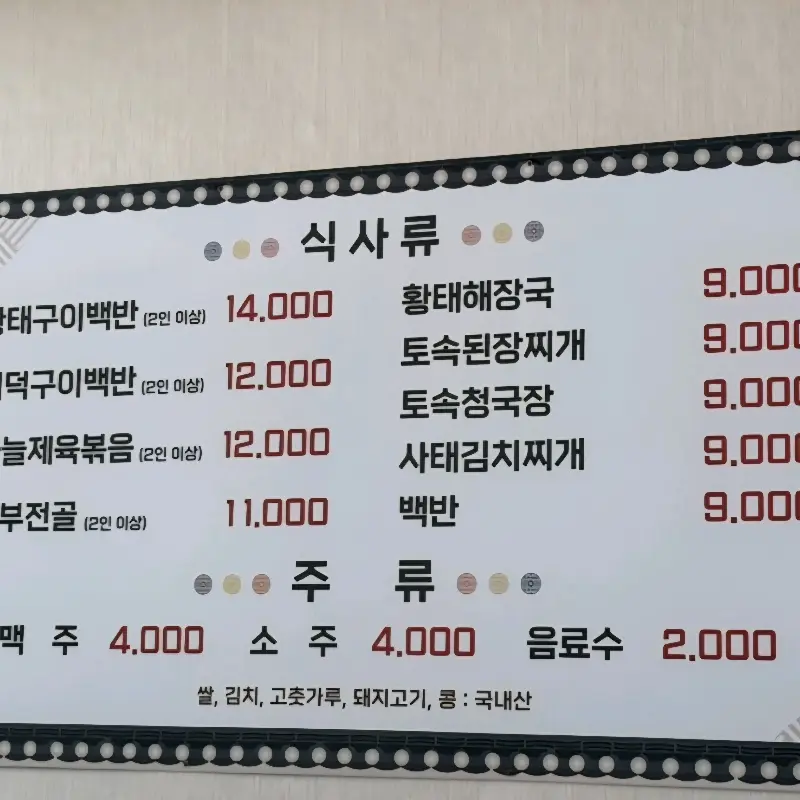 식사류
황태구이백반 (2인 이상) 14.000
더덕구이백반 (2인 이상) 12.000
마늘제육볶음 (2인 이상) 12.000
두부전골 (2인 이상) 11.000
황태해장국 9.000
토속된장찌개 9.000
토속청국장 9.000
사태김치찌개 9.000
백반 9.000
주 류
맥 주 4.000 소 주 4.000 음료수 2.000
쌀, 김치, 고춧가루, 돼지고기, 콩 : 국내산